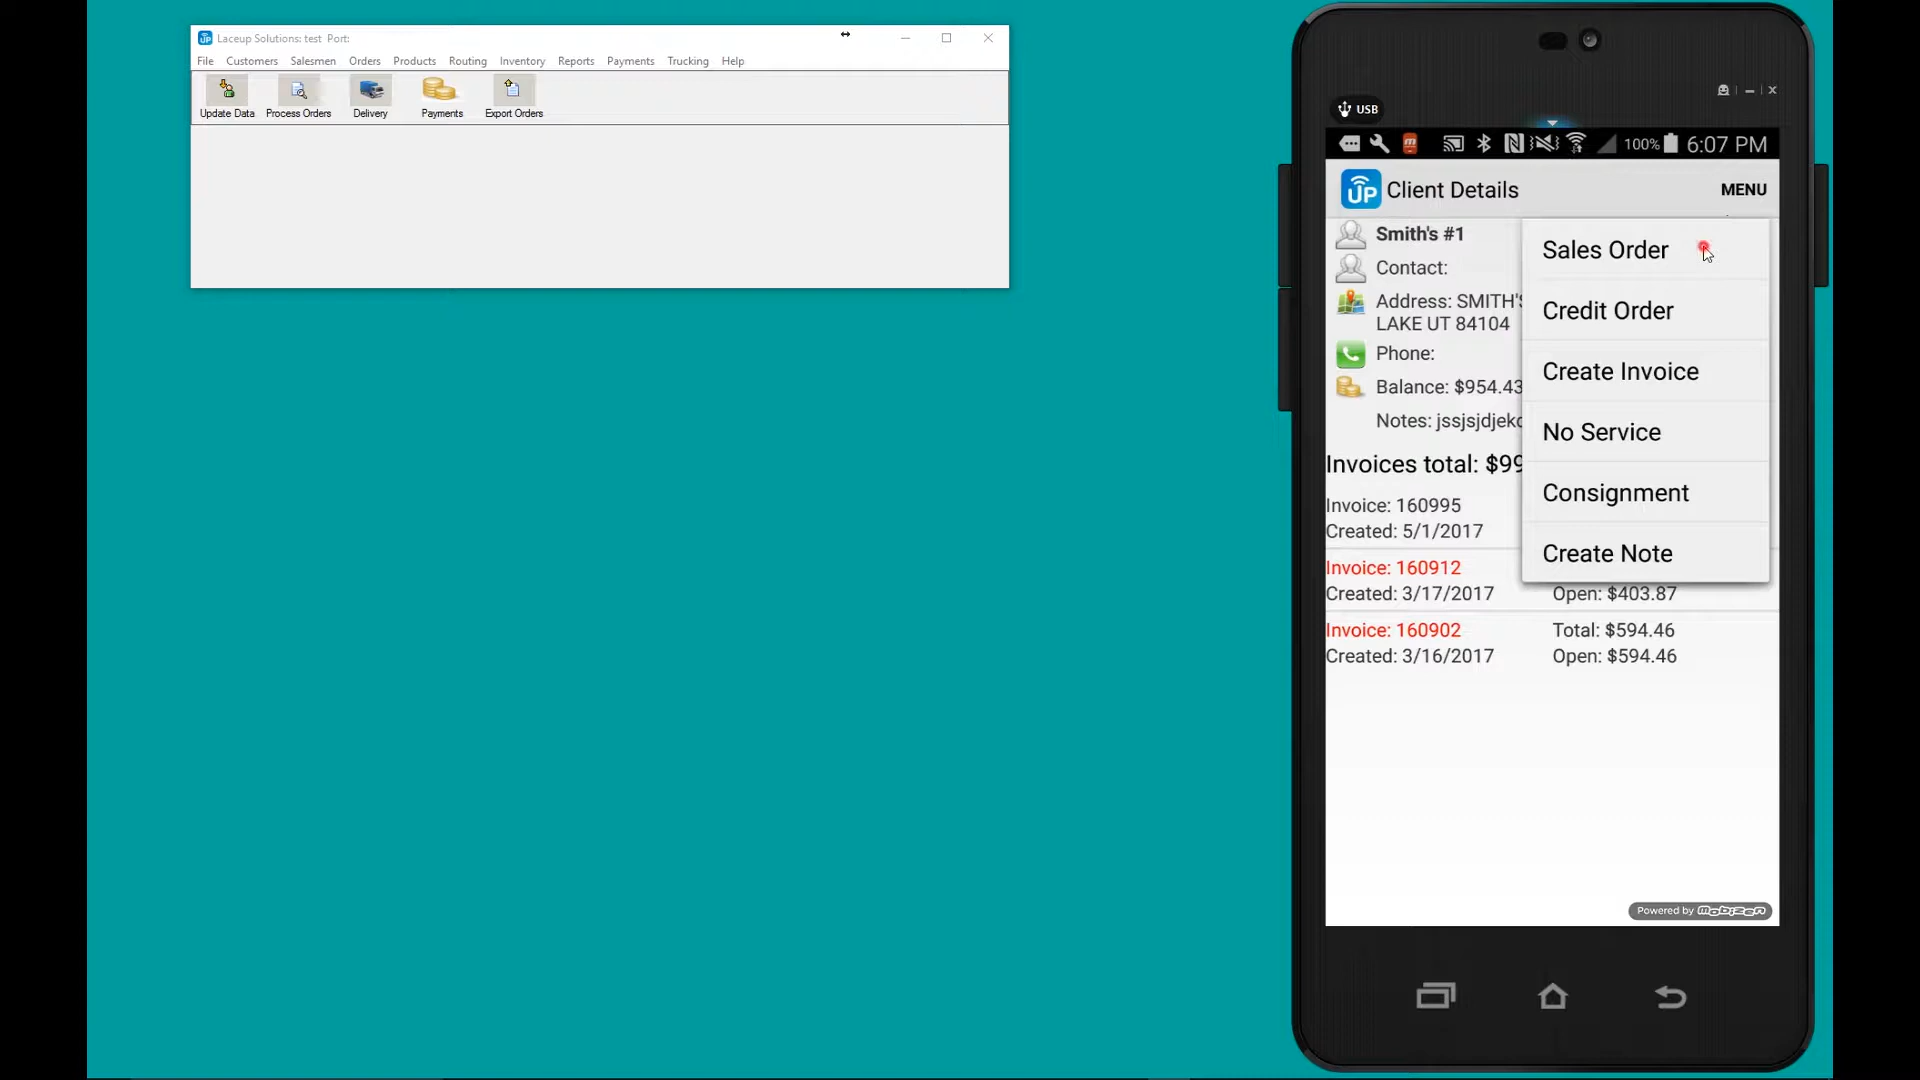 Laceup Solutions: test Port:
File Customers Salesmen Orders Products Routing Inventory Reports Payments Trucking Help
Update Data Process Orders Delivery Payments Export Orders
USB
100% 6:07 PM
UP Client Details MENU
Smith's #1
Contact:
Address: SMITH'S
LAKE UT 84104
Phone:
Balance: $954.43
Notes:
Invoices total: $99
Invoice: 160995
Created: 5/1/2017
Invoice: 160912
Created: 3/17/2017 Open: $403.87
Invoice: 160902 Total: $594.46
Created: 3/16/2017 Open: $594.46
Sales Order
Credit Order
Create Invoice
No Service
Consignment
Create Note
Powered by mobizen